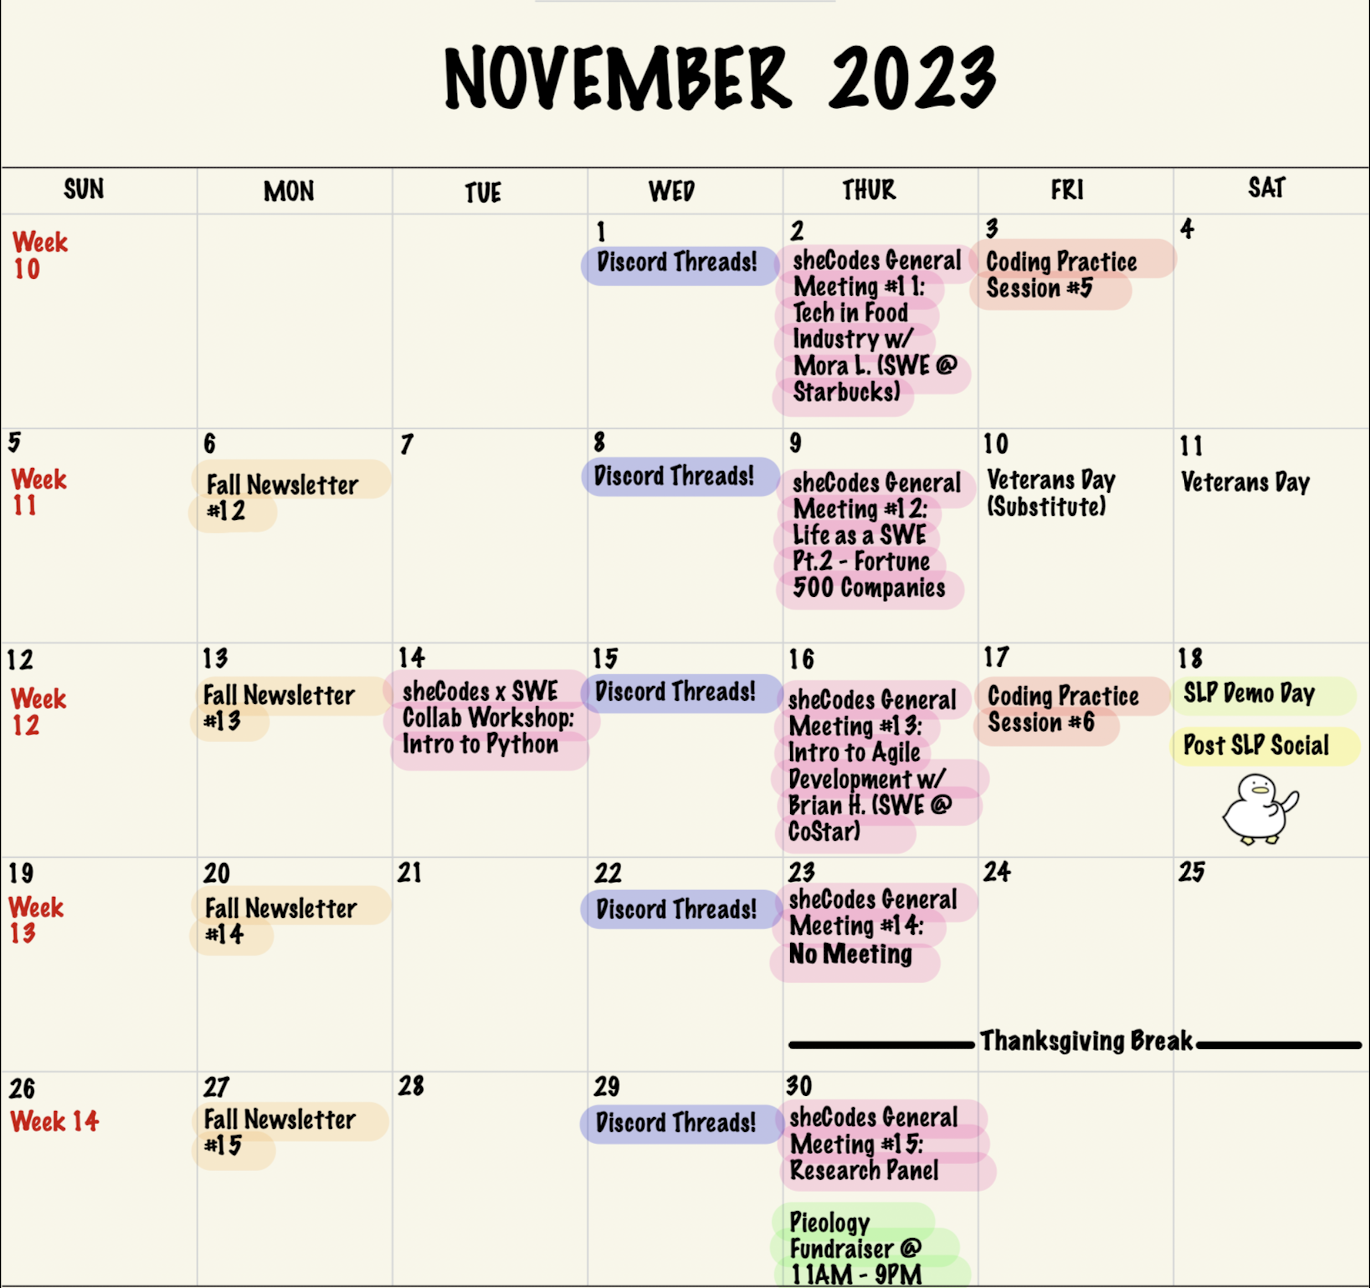 NOVEMBER 2023
SUN
MON
TUE
WED
THUR
FRI
SAT
Week
10
1
Discord Threads!
2
sheCodes General
Meeting #11:
Tech in Food
Industry w/
Mora L. (SWE @
Starbucks)
3
Coding Practice
Session #5
4
5
Week
11
6
Fall Newsletter
#12
7
8
Discord Threads!
9
sheCodes General
Meeting #12:
Life as a SWE
Pt.2 - Fortune
500 Companies
10
Veterans Day
(Substitute)
11
Veterans Day
12
Week
12
13
Fall Newsletter
#13
14
sheCodes x SWE
Collab Workshop:
Intro to Python
15
Discord Threads!
16
sheCodes General
Meeting #13:
Intro to Agile
Development w/
Brian H. (SWE @
CoStar)
17
Coding Practice
Session #6
18
SLP Demo Day
Post SLP Social
19
Week
13
20
Fall Newsletter
#14
21
22
Discord Threads!
23
sheCodes General
Meeting #14:
No Meeting
24
25
Thanksgiving Break
26
Week 14
27
Fall Newsletter
#15
28
29
Discord Threads!
30
sheCodes General
Meeting #15:
Research Panel
Pieology
Fundraiser @
11AM - 9PM